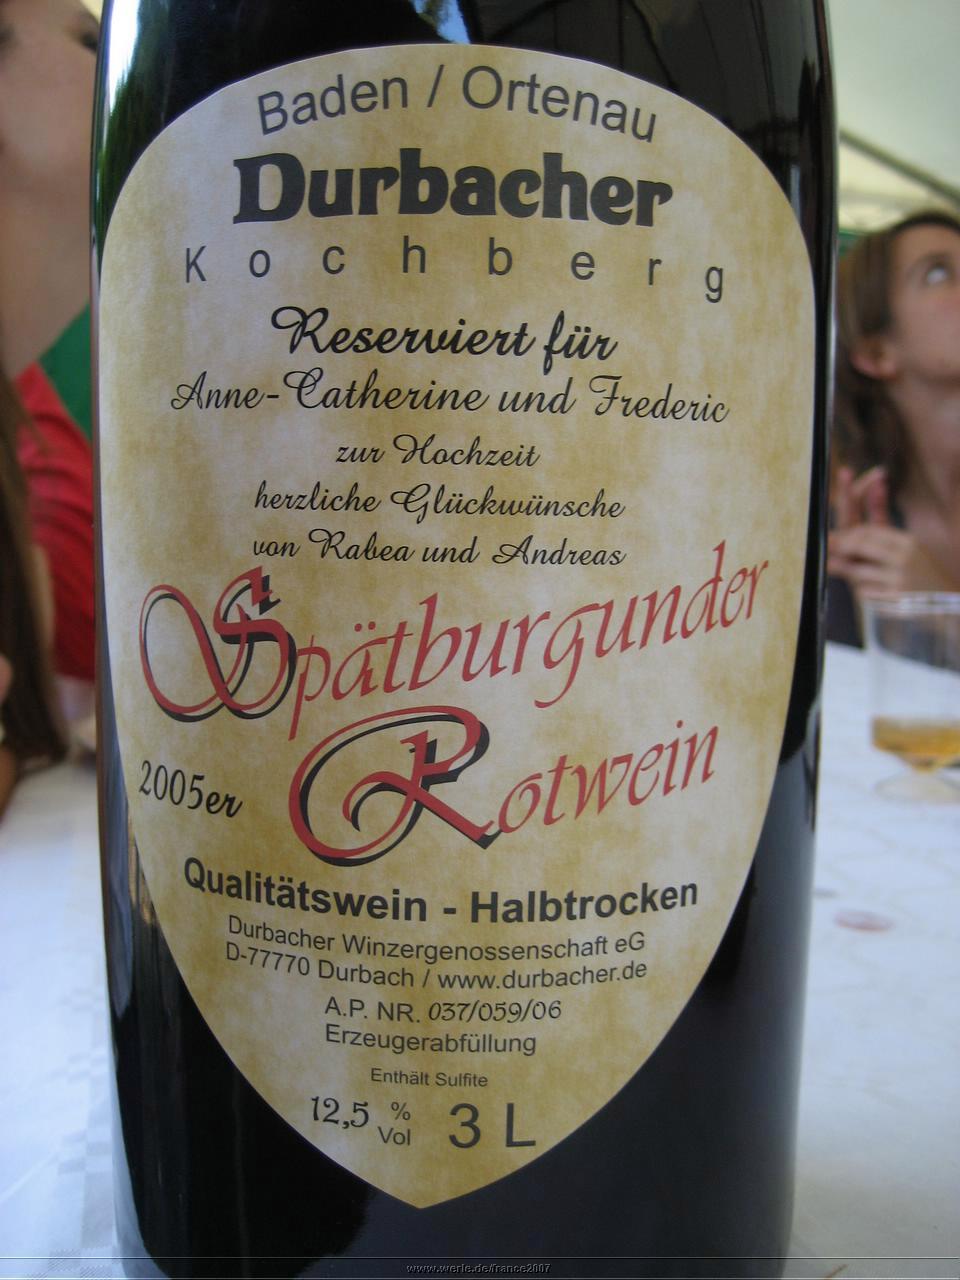 Baden / Ortenau
Durbacher
Kochberg
Reserviert für
Anne-Catherine und Frederic
zur Hochzeit
herzliche Glückwünsche
von Rabea und Andreas
Spätburgunder
Rotwein
2005er
Qualitätswein - Halbtrocken
Durbacher Winzergenossenschaft eG
D-77770 Durbach / www.durbacher.de
A.P. NR. 037/059/06
Erzeugerabfüllung
Enthält Sulfite
12,5 % Vol 3 L
www.werle.de/france2007